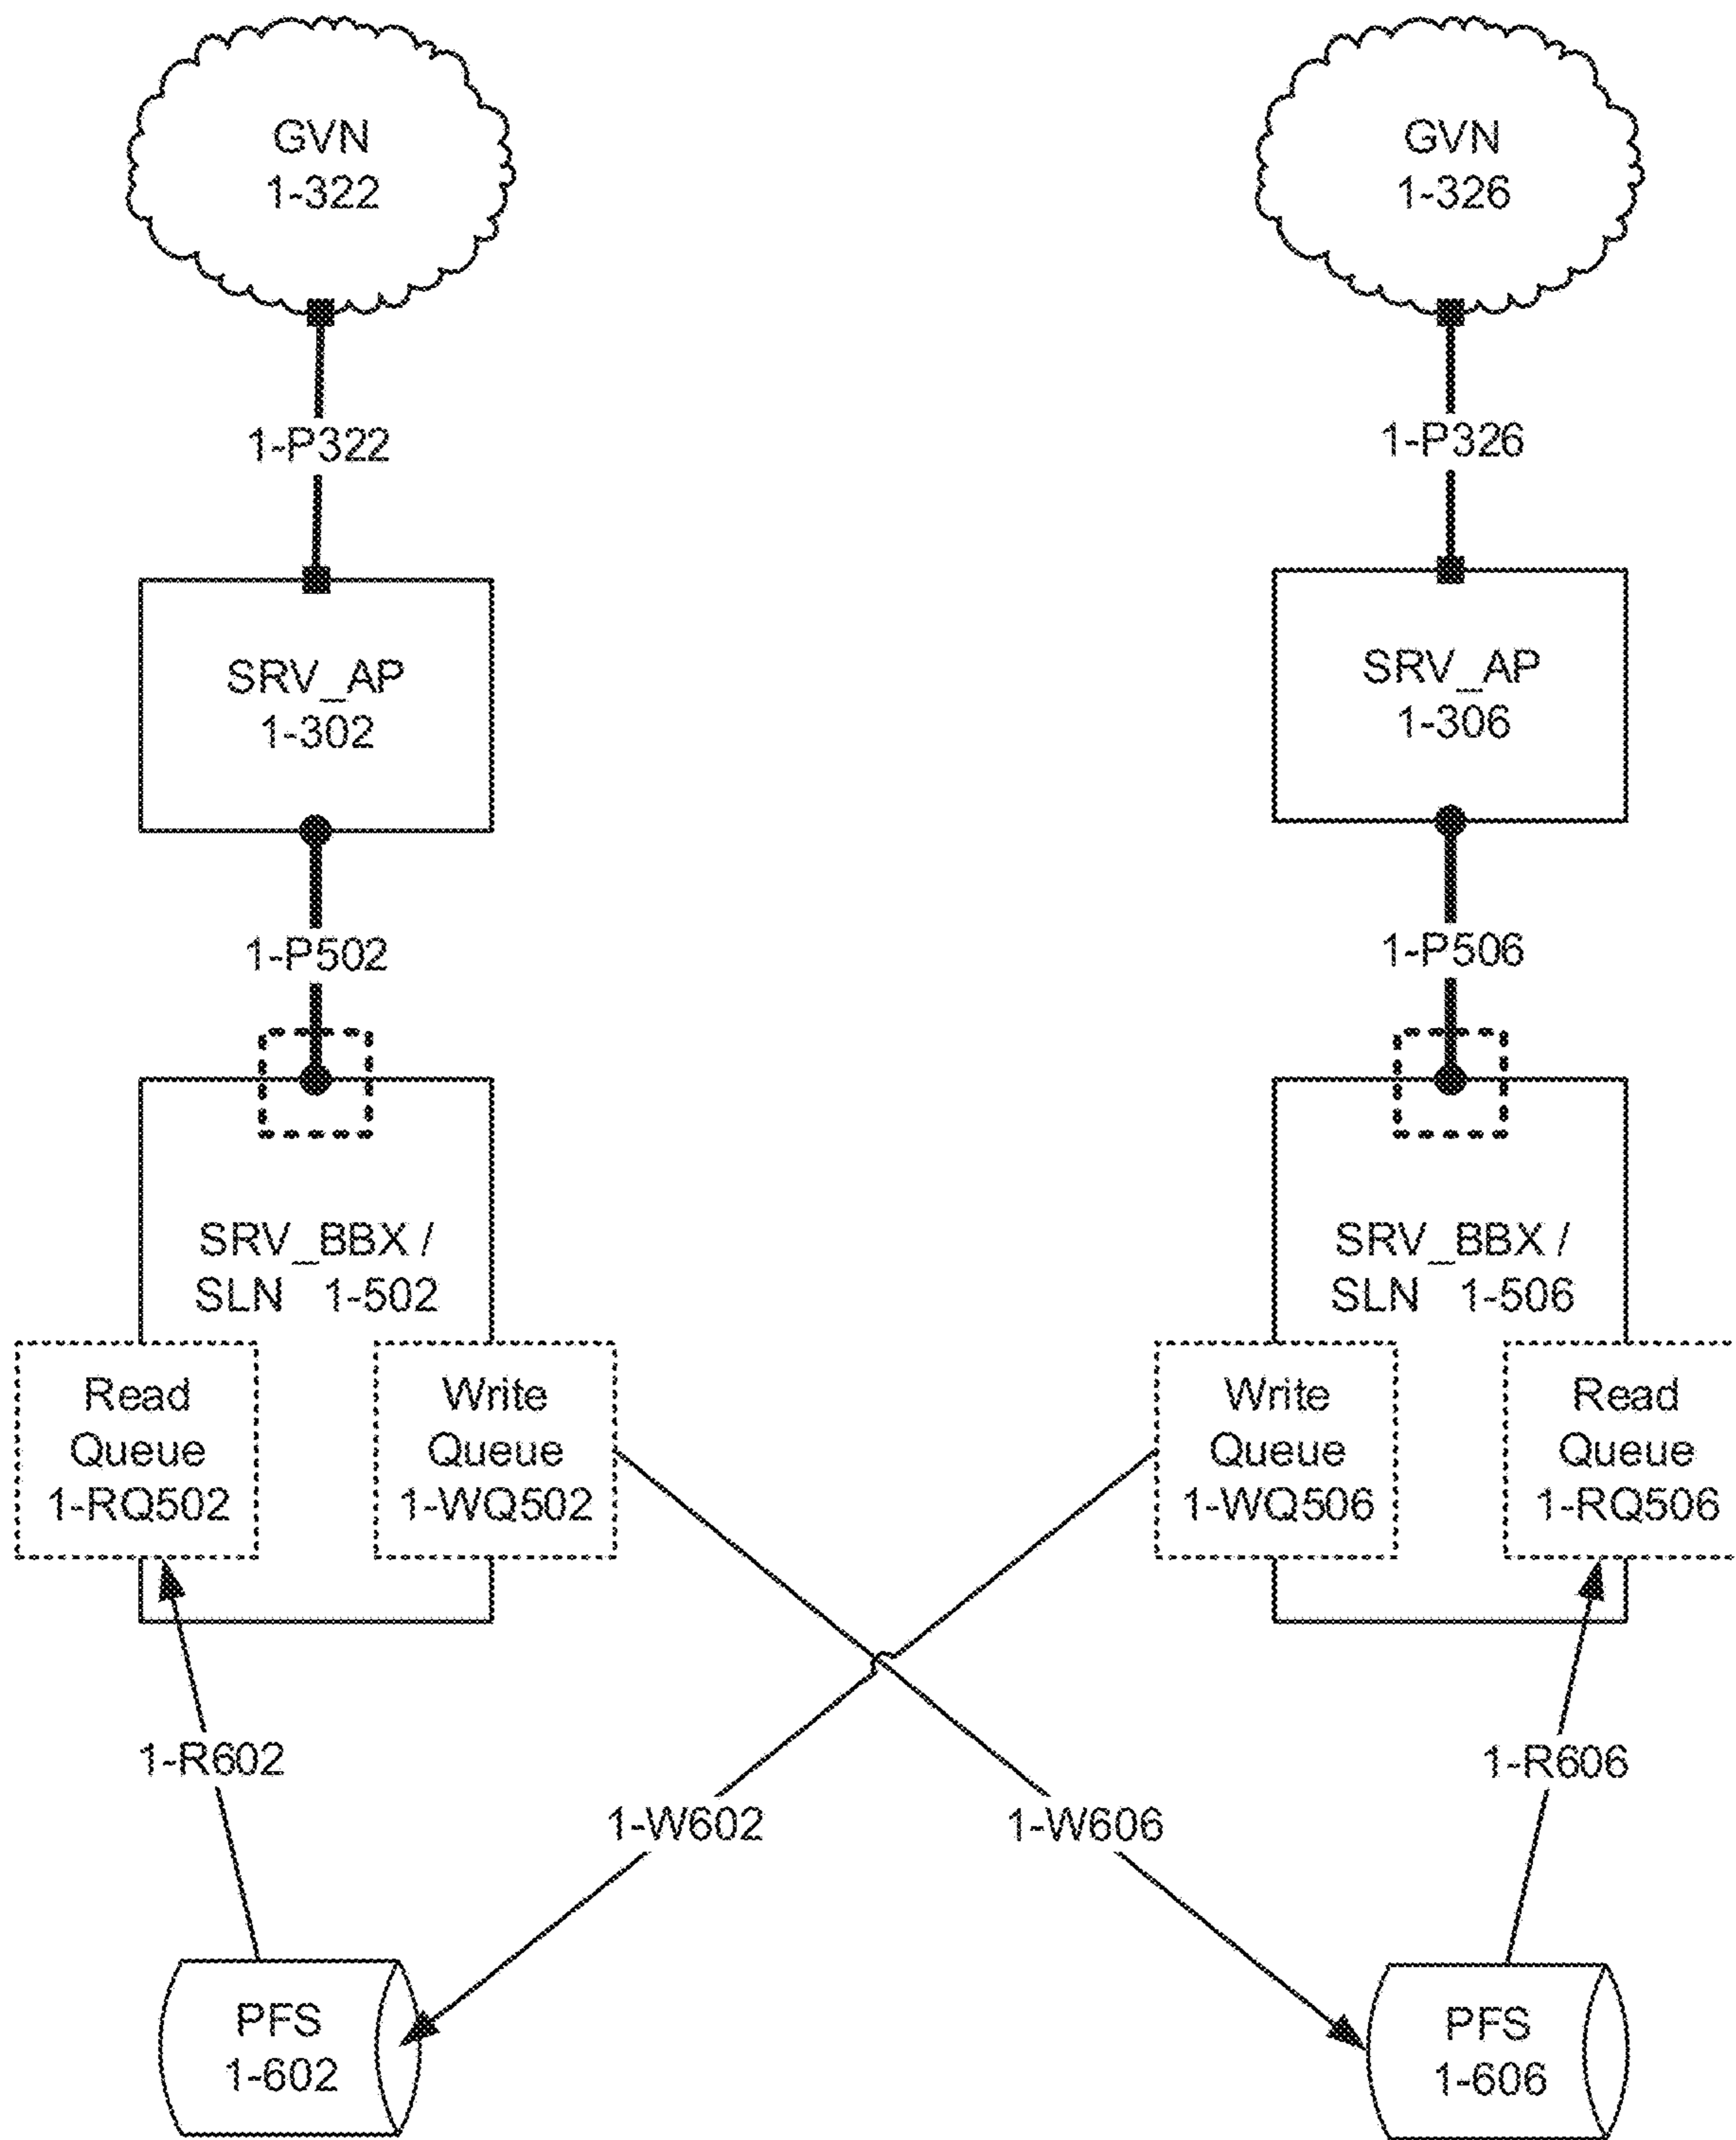 GVN
1-322
GVN
1-326
1-P322
1-P326
SRV_AP
1-302
SRV_AP
1-306
1-P502
1-P506
SRV_BBX /
SLN 1-502
SRV_BBX /
SLN 1-506
Read
Queue
1-RQ502
Write
Queue
1-WQ502
Write
Queue
1-WQ506
Read
Queue
1-RQ506
1-R602
1-R606
1-W602
1-W606
PFS
1-602
PFS
1-606